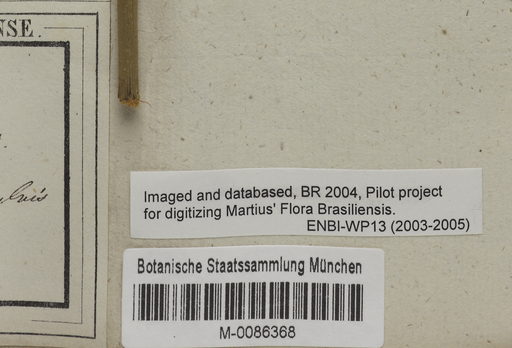 NSE.
Imaged and databased, BR 2004, Pilot project
for digitizing Martius' Flora Brasiliensis.
ENBI-WP13 (2003-2005)
Botanische Staatssammlung München
M-0086368